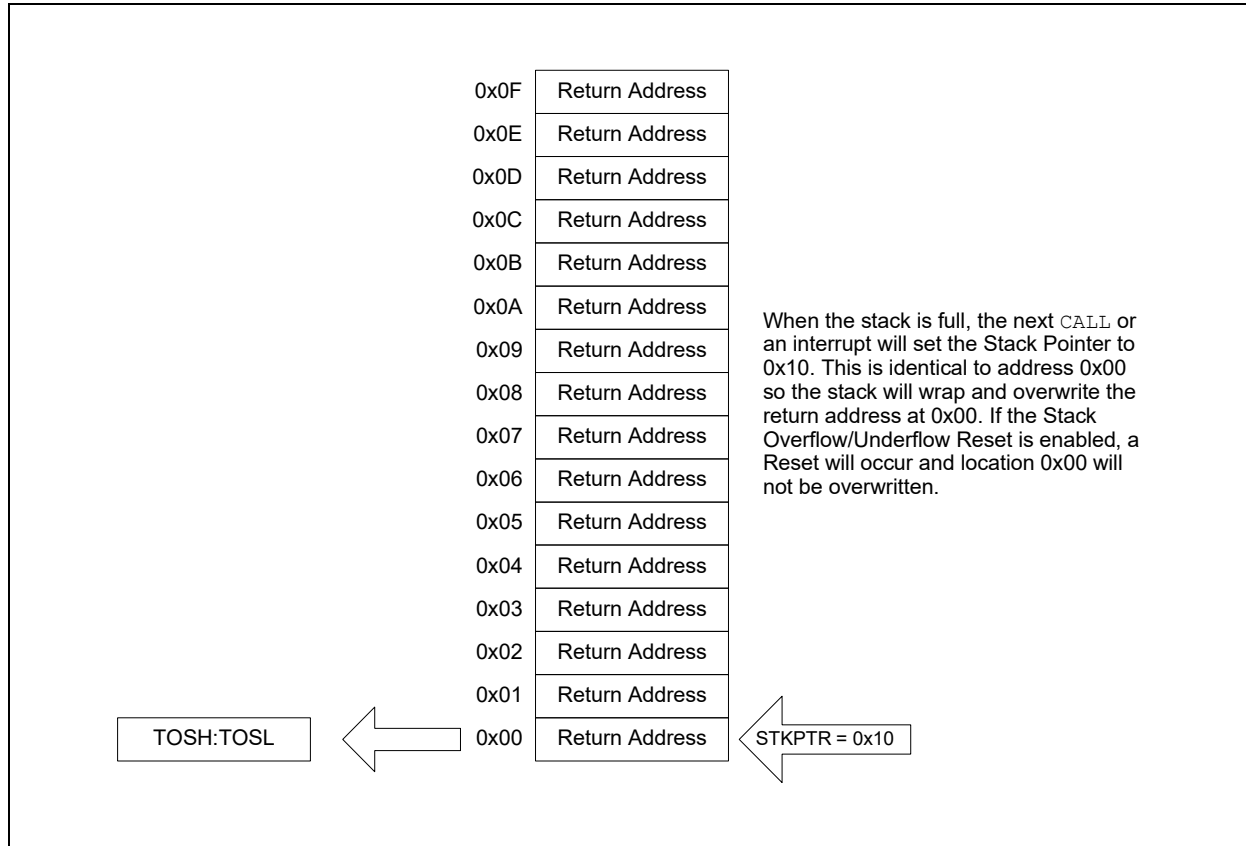 0x0F Return Address
0x0E Return Address
0x0D Return Address
0x0C Return Address
0x0B Return Address
0x0A Return Address
0x09 Return Address
0x08 Return Address
0x07 Return Address
0x06 Return Address
0x05 Return Address
0x04 Return Address
0x03 Return Address
0x02 Return Address
0x01 Return Address
TOSH:TOSL 0x00 Return Address STKPTR = 0x10
When the stack is full, the next CALL or
an interrupt will set the Stack Pointer to
0x10. This is identical to address 0x00
so the stack will wrap and overwrite the
return address at 0x00. If the Stack
Overflow/Underflow Reset is enabled, a
Reset will occur and location 0x00 will
not be overwritten.